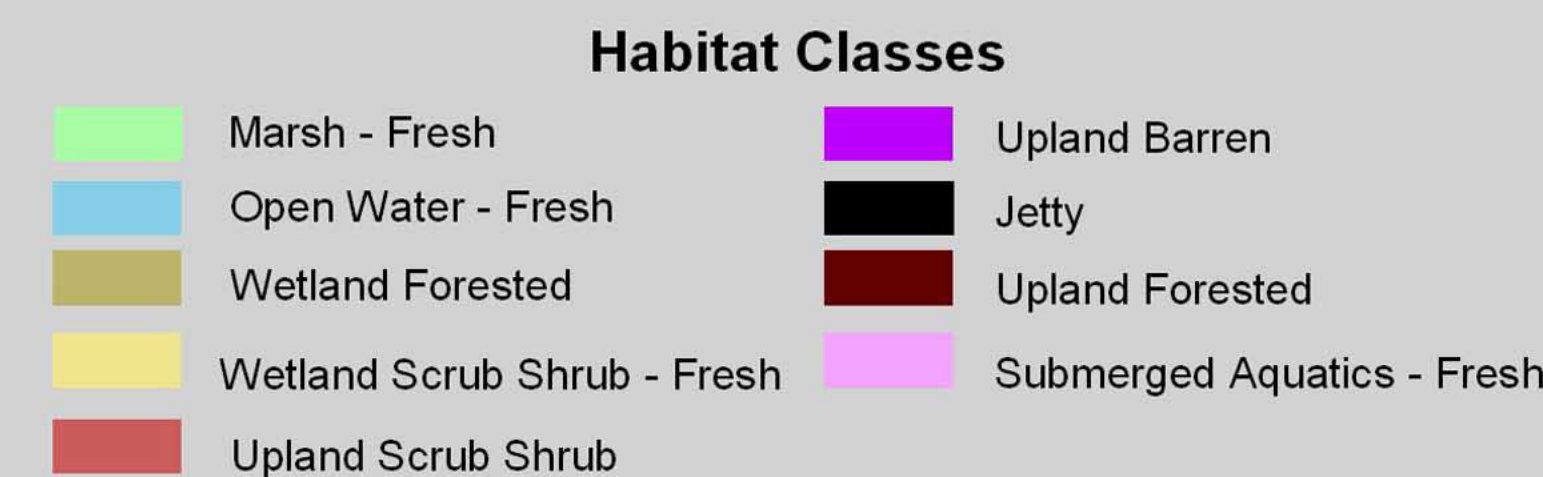 Habitat Classes
Marsh - Fresh
Open Water - Fresh
Wetland Forested
Wetland Scrub Shrub - Fresh
Upland Scrub Shrub
Upland Barren
Jetty
Upland Forested
Submerged Aquatics - Fresh